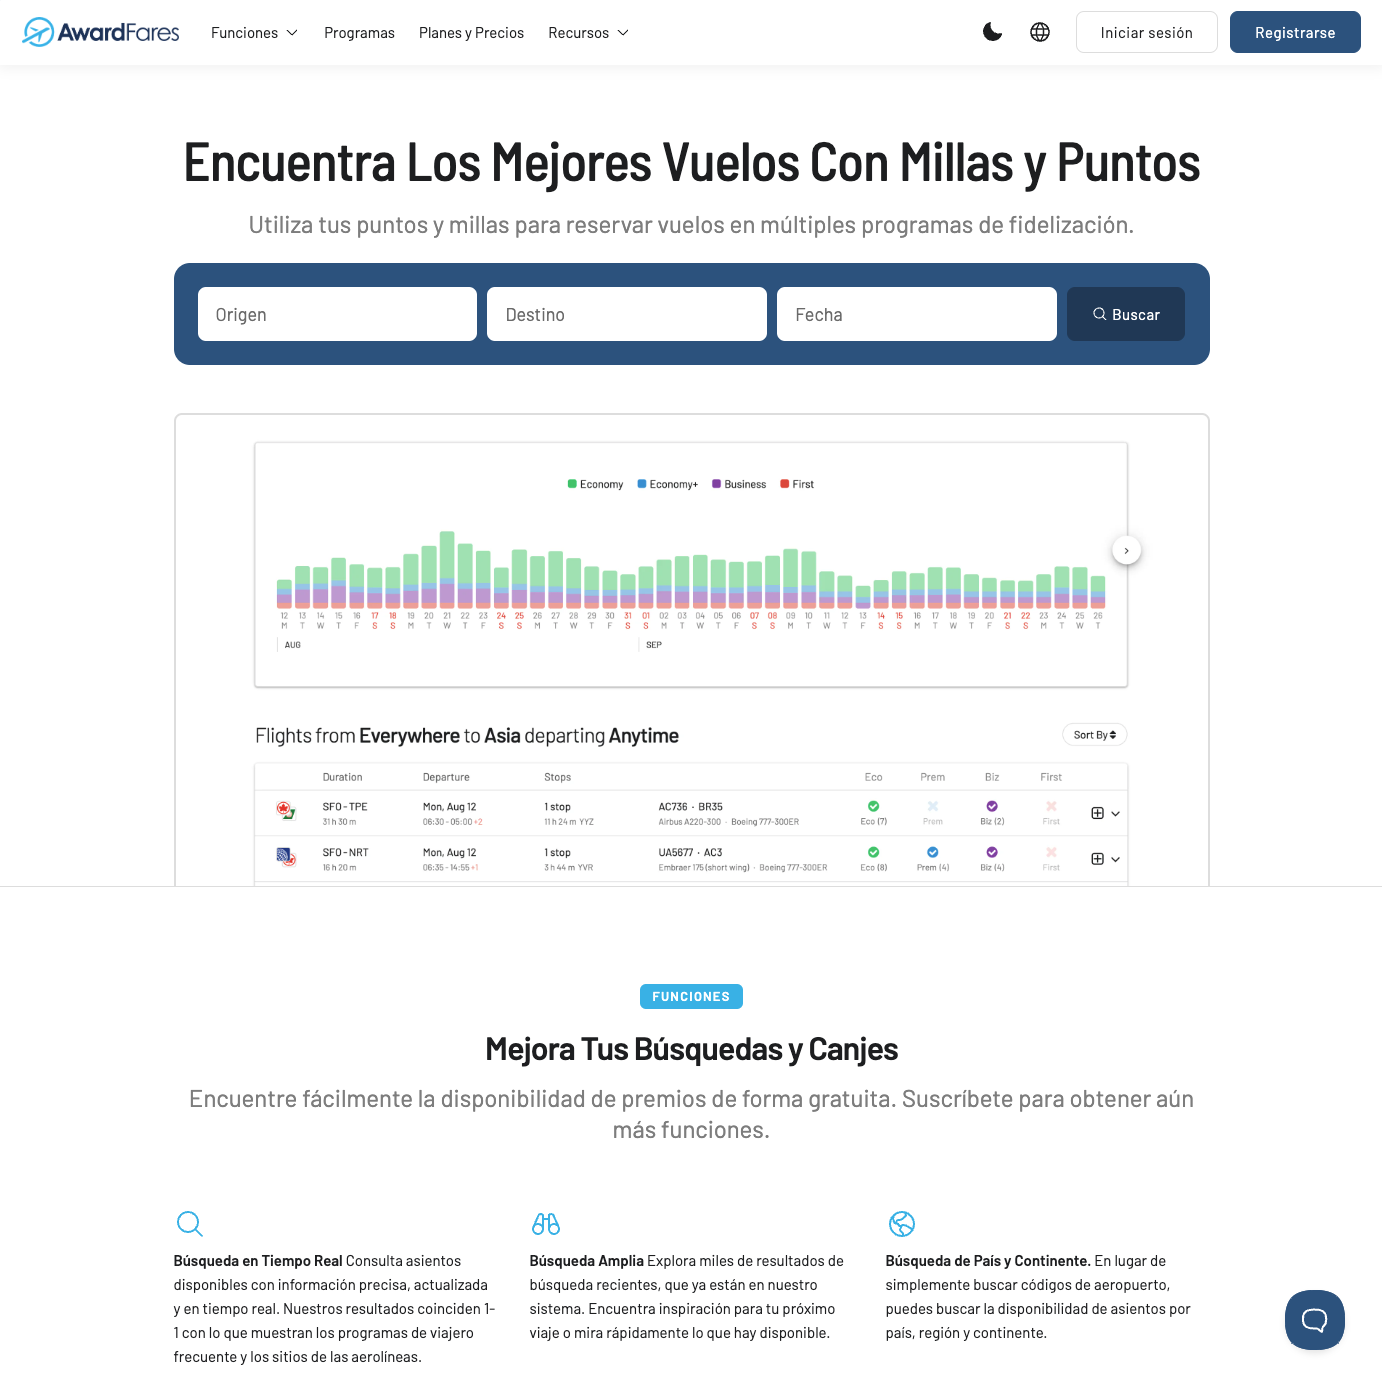 AwardFares
Funciones
Programas
Planes y Precios
Recursos
Iniciar sesión
Registrarse
Encuentra Los Mejores Vuelos Con Millas y Puntos
Utiliza tus puntos y millas para reservar vuelos en múltiples programas de fidelización.
Origen
Destino
Fecha
Buscar
Economy Economy+ Business First
12 13 14 15 16 17 18 19 20 21 22 23 24 25 26 27 28 29 30 31 01 02 03 04 05 06 07 08 09 10 11 12 13 14 15 16 17 18 19 20 21 22 23 24 25 26
M T W T F S S M T W T F S S M T W T F S S M T W T F S S M T W T F S S M T W T F S S M T W T
AUG SEP
Flights from Everywhere to Asia departing Anytime
Sort By
Duration Departure Stops Eco Prem Biz First
SFO - TPE Mon, Aug 12 1 stop AC736 · BR35
31 h 30 m 06:30 - 05:00 +2 11 h 24 m YYZ Airbus A220-300 · Boeing 777-300ER Eco (7) Prem Biz (2) First
SFO - NRT Mon, Aug 12 1 stop UA5677 · AC3
16 h 20 m 06:35 - 14:55 +1 3 h 44 m YVR Embraer 175 (short wing) · Boeing 777-300ER Eco (8) Prem (4) Biz (4) First
FUNCIONES
Mejora Tus Búsquedas y Canjes
Encuentre fácilmente la disponibilidad de premios de forma gratuita. Suscríbete para obtener aún
más funciones.
Búsqueda en Tiempo Real Consulta asientos
disponibles con información precisa, actualizada
y en tiempo real. Nuestros resultados coinciden 1-
1 con lo que muestran los programas de viajero
frecuente y los sitios de las aerolíneas.
Búsqueda Amplia Explora miles de resultados de
búsqueda recientes, que ya están en nuestro
sistema. Encuentra inspiración para tu próximo
viaje o mira rápidamente lo que hay disponible.
Búsqueda de País y Continente. En lugar de
simplemente buscar códigos de aeropuerto,
puedes buscar la disponibilidad de asientos por
país, región y continente.